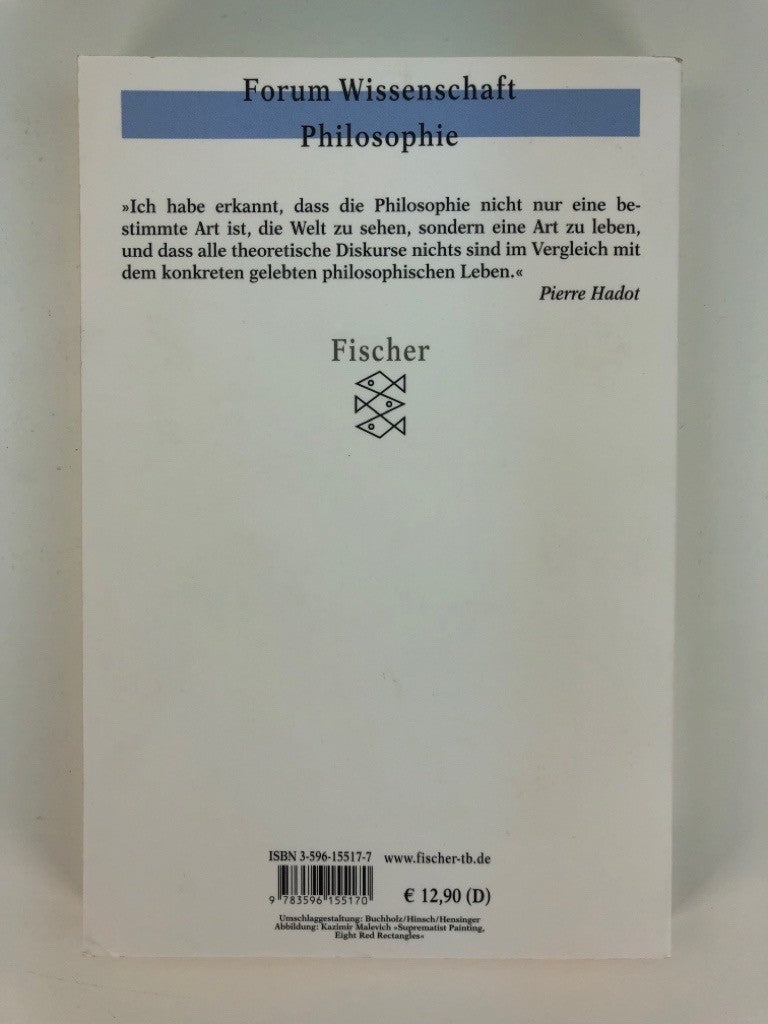 Forum Wissenschaft
Philosophie
»Ich habe erkannt, dass die Philosophie nicht nur eine be-
stimmte Art ist, die Welt zu sehen, sondern eine Art zu leben,
und dass alle theoretische Diskurse nichts sind im Vergleich mit
dem konkreten gelebten philosophischen Leben.«
Pierre Hadot
Fischer
ISBN 3-596-15517-7 www.fischer-tb.de
9 783596 155170
€ 12,90 (D)
Umschlaggestaltung: Buchholz/Hinsch/Hensinger
Abbildung: Kazimir Malevich »Suprematist Painting,
Eight Red Rectangles«